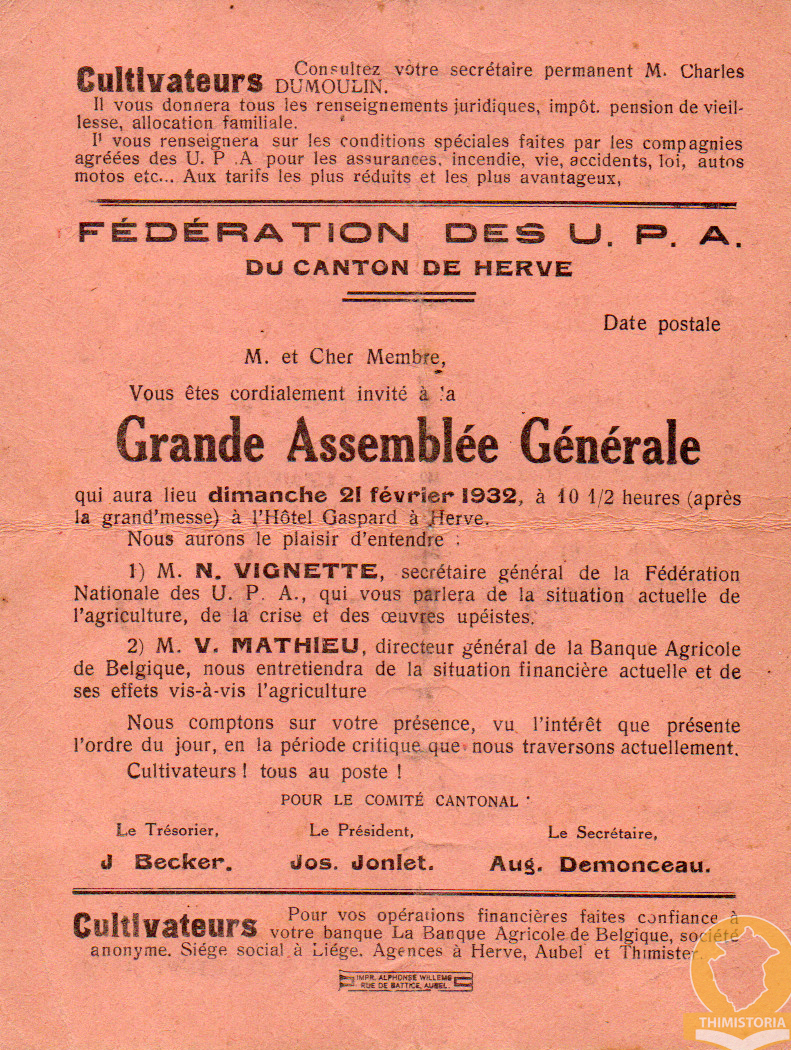 Cultivateurs Consultez votre secrétaire permanent M. Charles
DUMOULIN.
Il vous donnera tous les renseignements juridiques, impôt. pension de vieil-
lesse, allocation familiale.
Il vous renseignera sur les conditions spéciales faites par les compagnies
agréées des U. P .A pour les assurances, incendie, vie, accidents, loi, autos
motos etc... Aux tarifs les plus réduits et les plus avantageux,
FÉDÉRATION DES U. P. A.
DU CANTON DE HERVE
Date postale
M. et Cher Membre,
Vous êtes cordialement invité à la
Grande Assemblée Générale
qui aura lieu dimanche 21 février 1932, à 10 1/2 heures (après
la grand'messe) à l'Hôtel Gaspard à Herve.
Nous aurons le plaisir d'entendre :
1) M. N. VIGNETTE, secrétaire général de la Fédération
Nationale des U. P. A., qui vous parlera de la situation actuelle de
l'agriculture, de la crise et des œuvres upéistes.
2) M. V. MATHIEU, directeur général de la Banque Agricole
de Belgique, nous entretiendra de la situation financière actuelle et de
ses effets vis-à-vis l'agriculture
Nous comptons sur votre présence, vu l'intérêt que présente
l'ordre du jour, en la période critique que nous traversons actuellement.
Cultivateurs ! tous au poste !
POUR LE COMITÉ CANTONAL
Le Trésorier, Le Président, Le Secrétaire,
J Becker. Jos. Jonlet. Aug. Demonceau.
Cultivateurs Pour vos opérations financières faites confiance à
votre banque La Banque Agricole de Belgique, société
anonyme. Siége social à Liége. Agences à Herve, Aubel et Thimister.
IMPR. ALPHONSE WILLEMS
RUE DE BATTICE, AUBEL.
THIMISTORIA